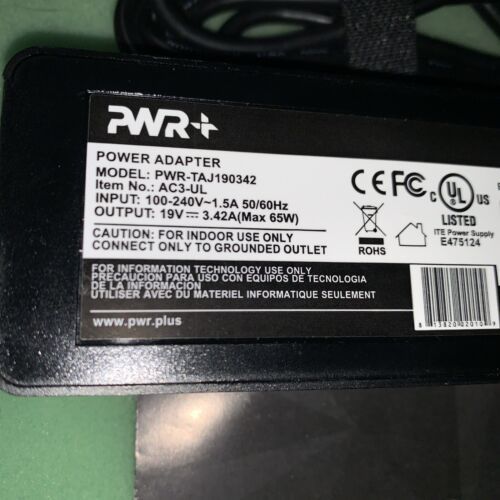 PWR+
POWER ADAPTER
MODEL: PWR-TAJ190342
Item No.: AC3-UL
INPUT: 100-240V~1.5A 50/60Hz
OUTPUT: 19V⎓3.42A(Max 65W)
CAUTION: FOR INDOOR USE ONLY
CONNECT ONLY TO GROUNDED OUTLET
FOR INFORMATION TECHNOLOGY USE ONLY
PRECAUCION PARA USO CON EQUIPOS DE TECNOLOGIA
DE LA INFORMACION
UTILISER AVEC DU MATERIEL INFORMATIQUE SEULEMENT
www.pwr.plus
CE FC c UL US
LISTED
ITE Power Supply
E475124
ROHS